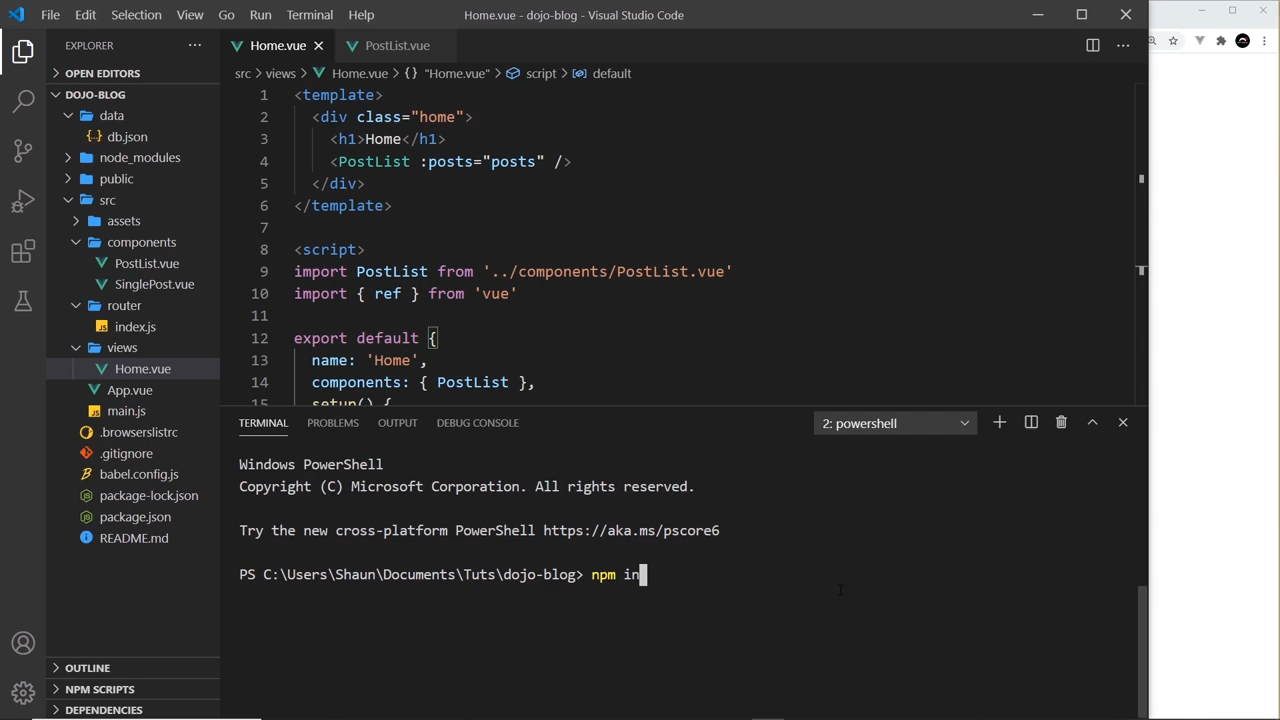 File Edit Selection View Go Run Terminal Help Home.vue - dojo-blog - Visual Studio Code
EXPLORER
OPEN EDITORS
DOJO-BLOG
data
db.json
node_modules
public
src
assets
components
PostList.vue
SinglePost.vue
router
index.js
views
Home.vue
App.vue
main.js
.browserslistrc
.gitignore
babel.config.js
package-lock.json
package.json
README.md
OUTLINE
NPM SCRIPTS
DEPENDENCIES
Home.vue PostList.vue
src > views > Home.vue > {} "Home.vue" > script > default
1 <template>
2 <div class="home">
3 <h1>Home</h1>
4 <PostList :posts="posts" />
5 </div>
6 </template>
7
8 <script>
9 import PostList from '../components/PostList.vue'
10 import { ref } from 'vue'
11
12 export default {
13 name: 'Home',
14 components: { PostList },
15 setup() {
TERMINAL PROBLEMS OUTPUT DEBUG CONSOLE 2: powershell
Windows PowerShell
Copyright (C) Microsoft Corporation. All rights reserved.
Try the new cross-platform PowerShell https://aka.ms/pscore6
PS C:\Users\Shaun\Documents\Tuts\dojo-blog> npm in